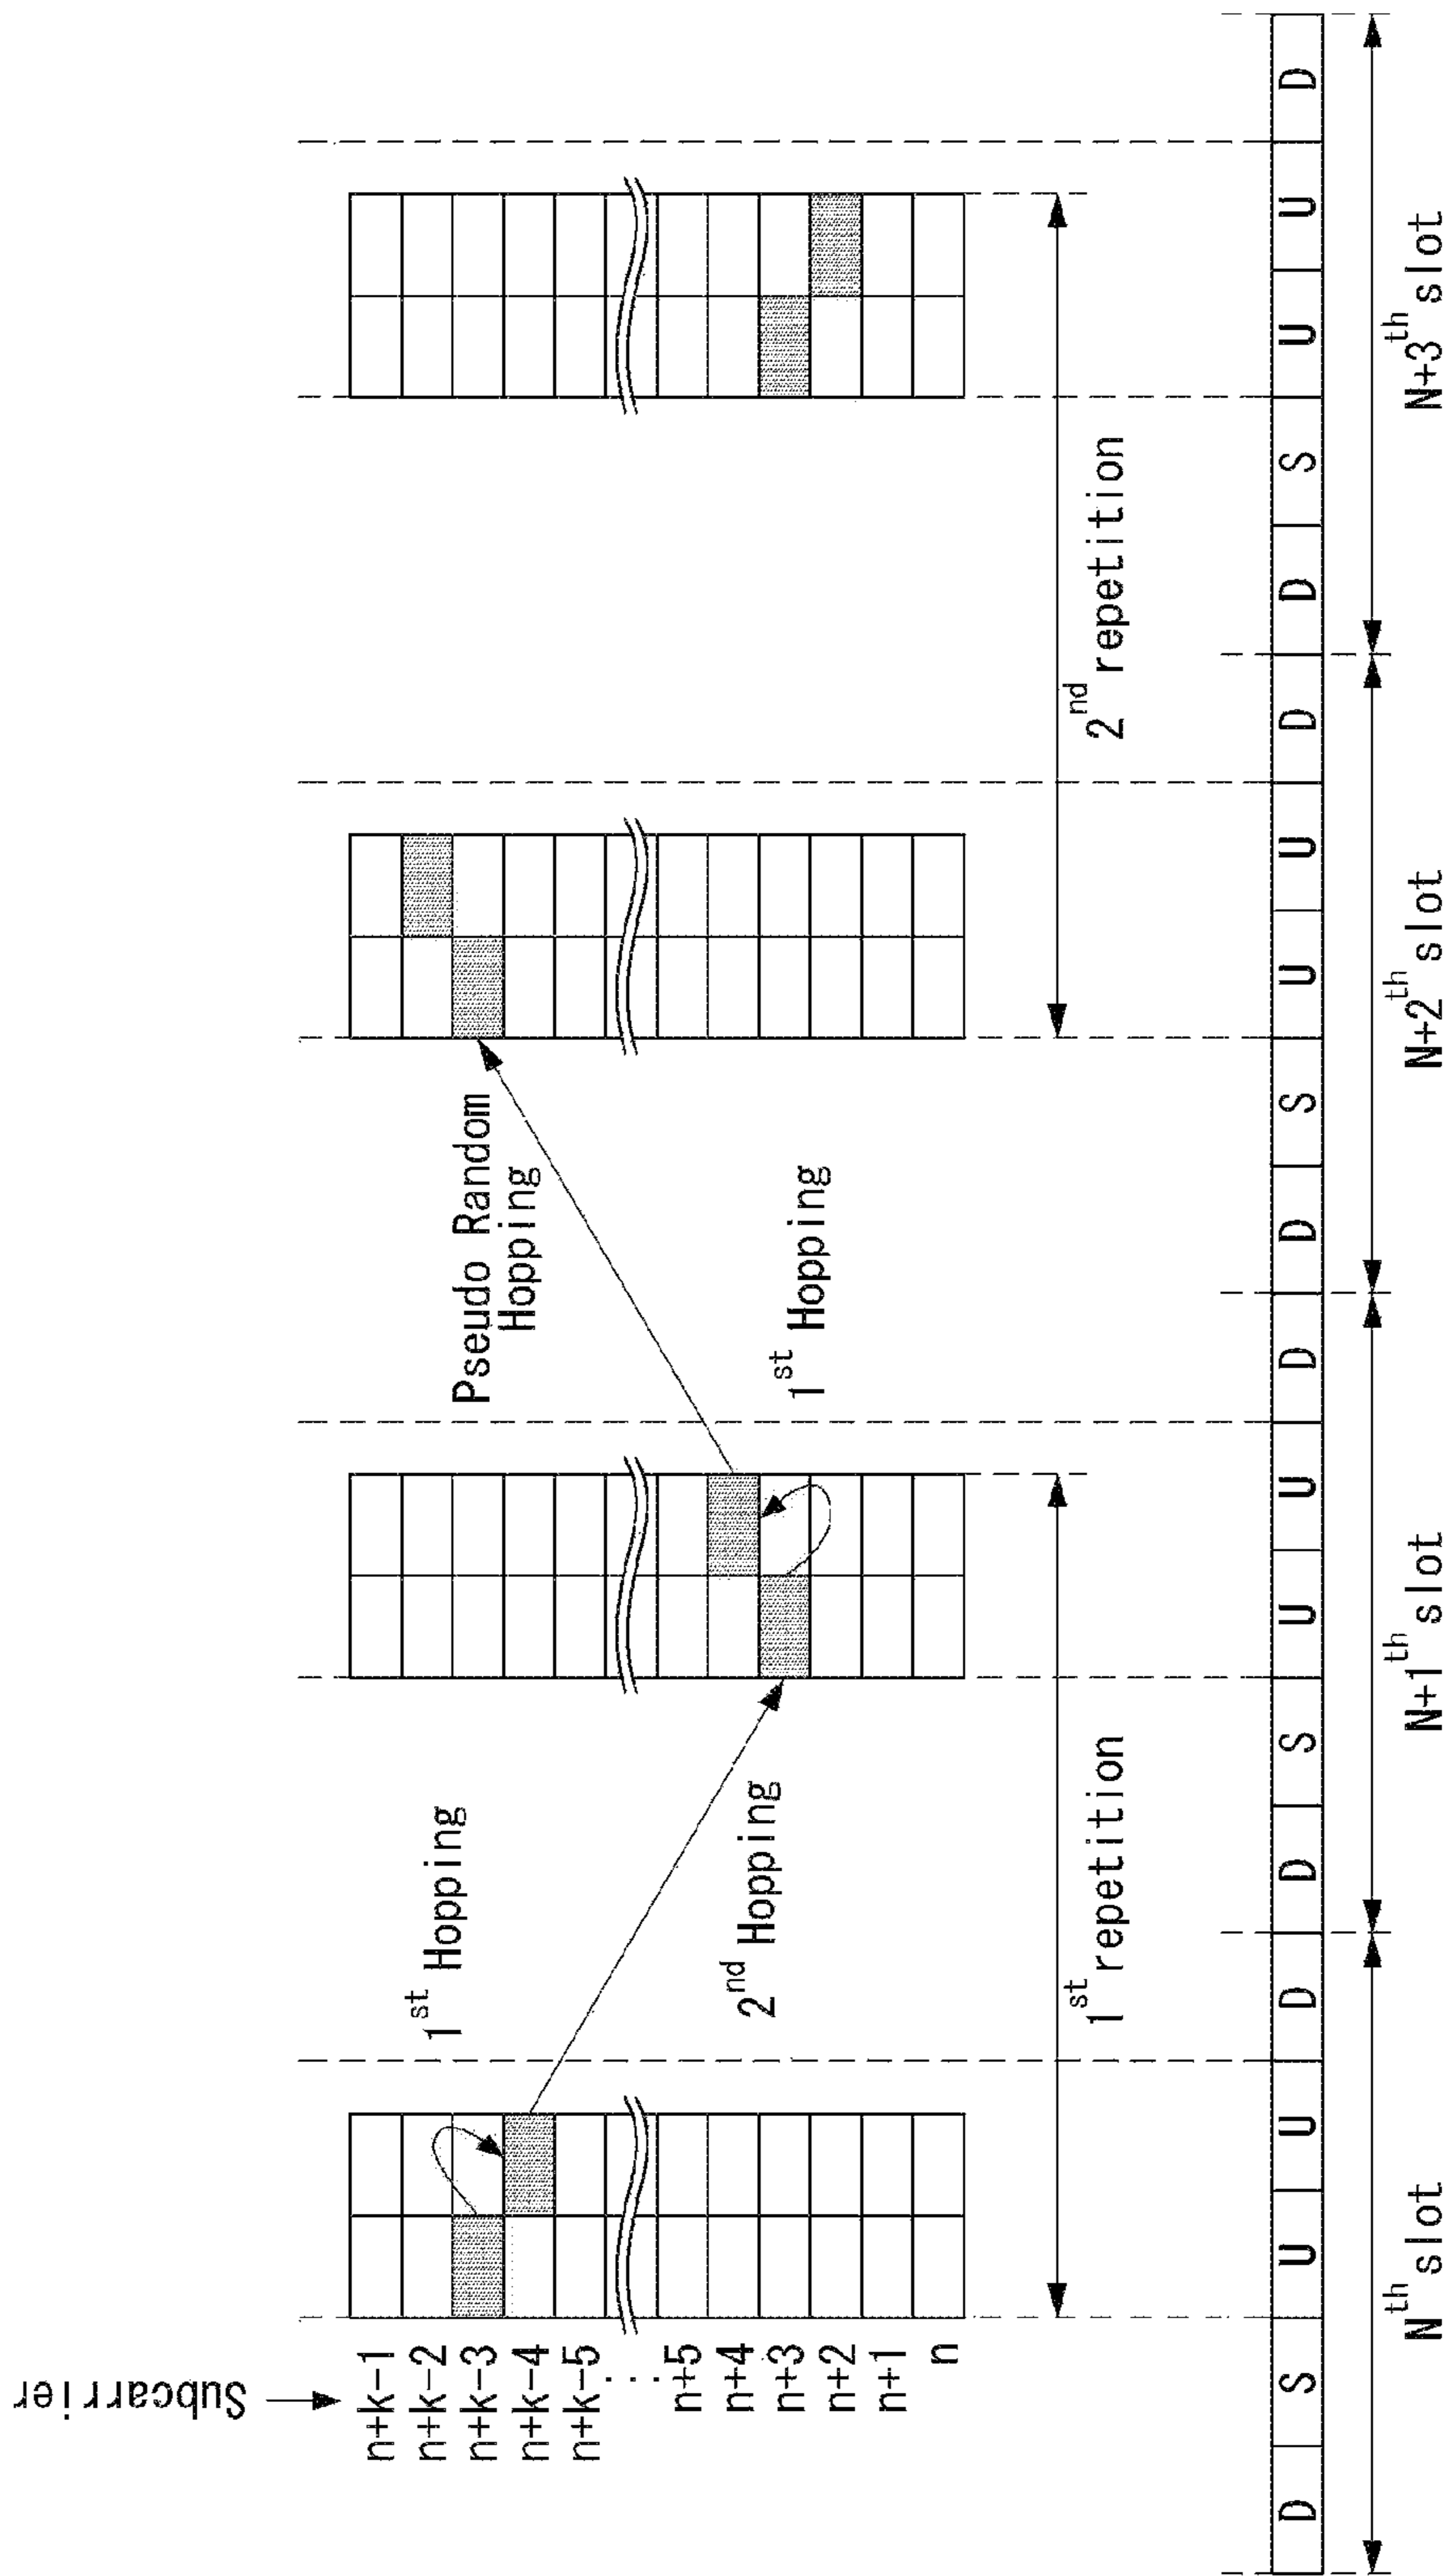 Subcarrier
n+k-1
n+k-2
n+k-3
n+k-4
n+k-5
...
n+5
n+4
n+3
n+2
n+1
n
1st Hopping
2nd Hopping
Pseudo Random
Hopping
1st Hopping
1st repetition
2nd repetition
D S U U D D S U U D D S U U D D S U U D
Nth slot
N+1th slot
N+2th slot
N+3th slot